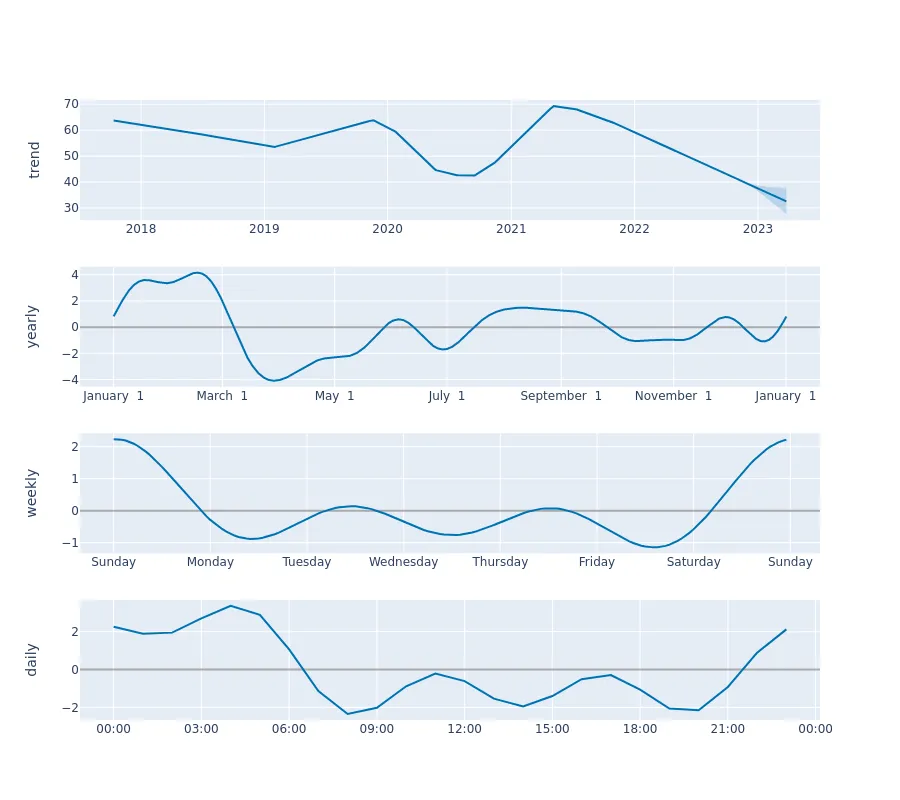 trend
70
60
50
40
30
2018 2019 2020 2021 2022 2023
yearly
4
2
0
−2
−4
January 1 March 1 May 1 July 1 September 1 November 1 January 1
weekly
2
1
0
−1
Sunday Monday Tuesday Wednesday Thursday Friday Saturday Sunday
daily
2
0
−2
00:00 03:00 06:00 09:00 12:00 15:00 18:00 21:00 00:00